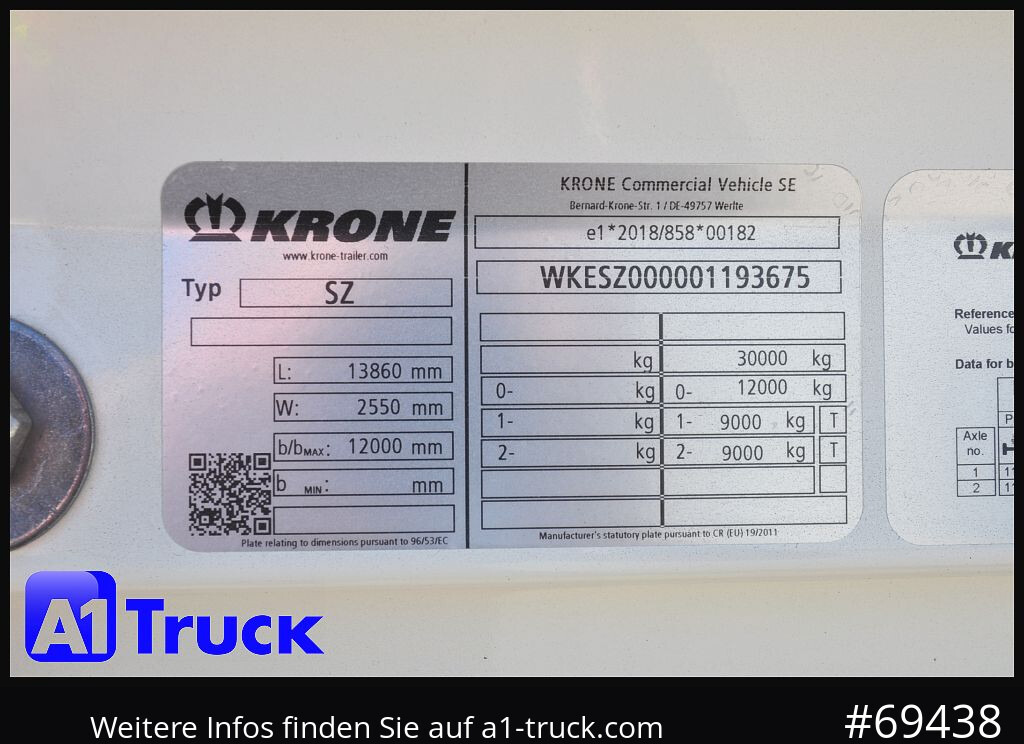 KRONE
www.krone-trailer.com
Typ SZ
L: 13860 mm
W: 2550 mm
b/bMAX: 12000 mm
b MIN: mm
Plate relating to dimensions pursuant to 96/53/EC
KRONE Commercial Vehicle SE
Bernard-Krone-Str. 1 / DE-49757 Werlte
e1*2018/858*00182
WKESZ000001193675
kg 30000 kg
0- kg 0- 12000 kg
1- kg 1- 9000 kg T
2- kg 2- 9000 kg T
Manufacturer's statutory plate pursuant to CR (EU) 19/2011
Reference
Values
Data for
Axle
no.
1
2
A1 Truck
Weitere Infos finden Sie auf a1-truck.com
#69438